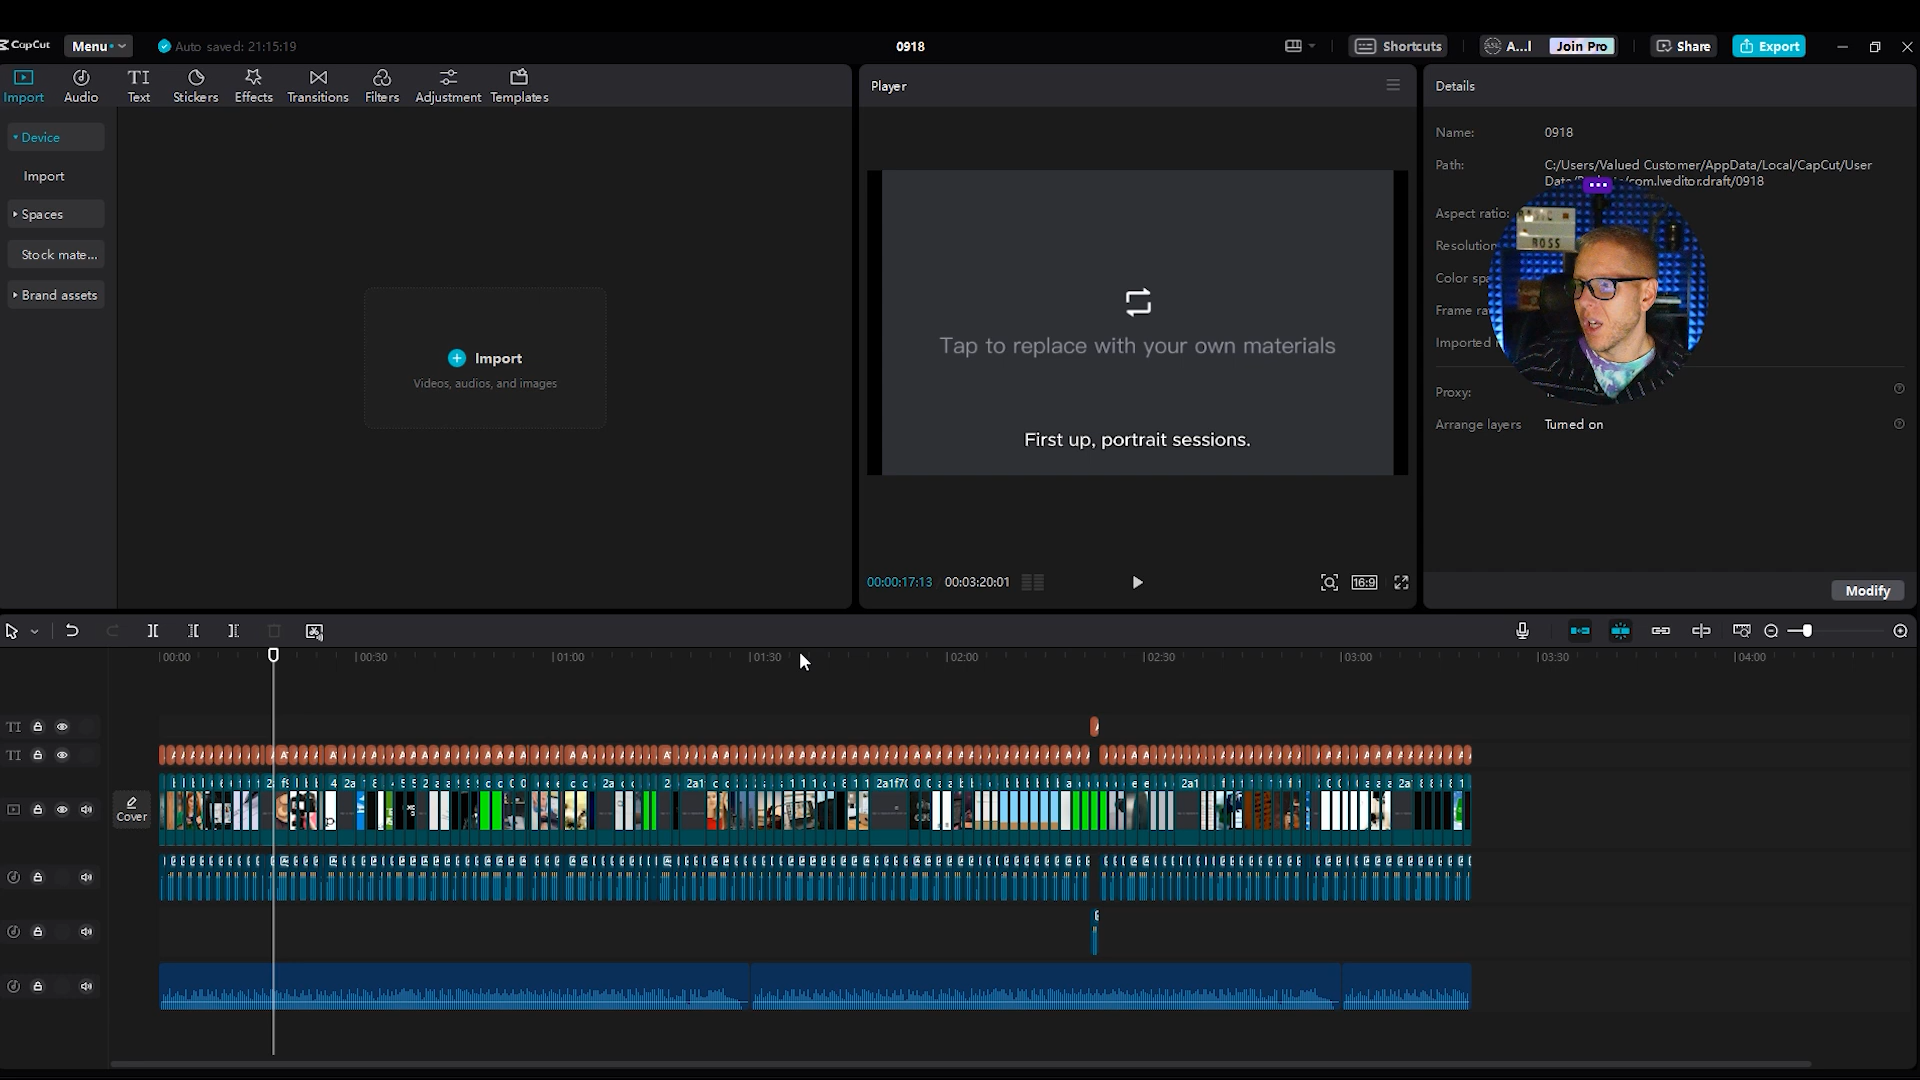 CapCut
Menu
Auto saved: 21:15:19
0918
Shortcuts
A...l
Join Pro
Share
Export
Import
Audio
Text
Stickers
Effects
Transitions
Filters
Adjustment
Templates
Device
Import
Spaces
Stock mate...
Brand assets
Import
Videos, audios, and images
Player
Tap to replace with your own materials
First up, portrait sessions.
00:00:17:13
00:03:20:01
16:9
Details
Name:
0918
Path:
C:/Users/Valued Customer/AppData/Local/CapCut/User
/com.lveditor.draft/0918
Aspect ratio:
BOSS
Resolution
Color
Frame
Imported
Proxy:
Arrange layers
Turned on
Modify
00:00
00:30
01:00
01:30
02:00
02:30
03:00
03:30
04:00
Cover